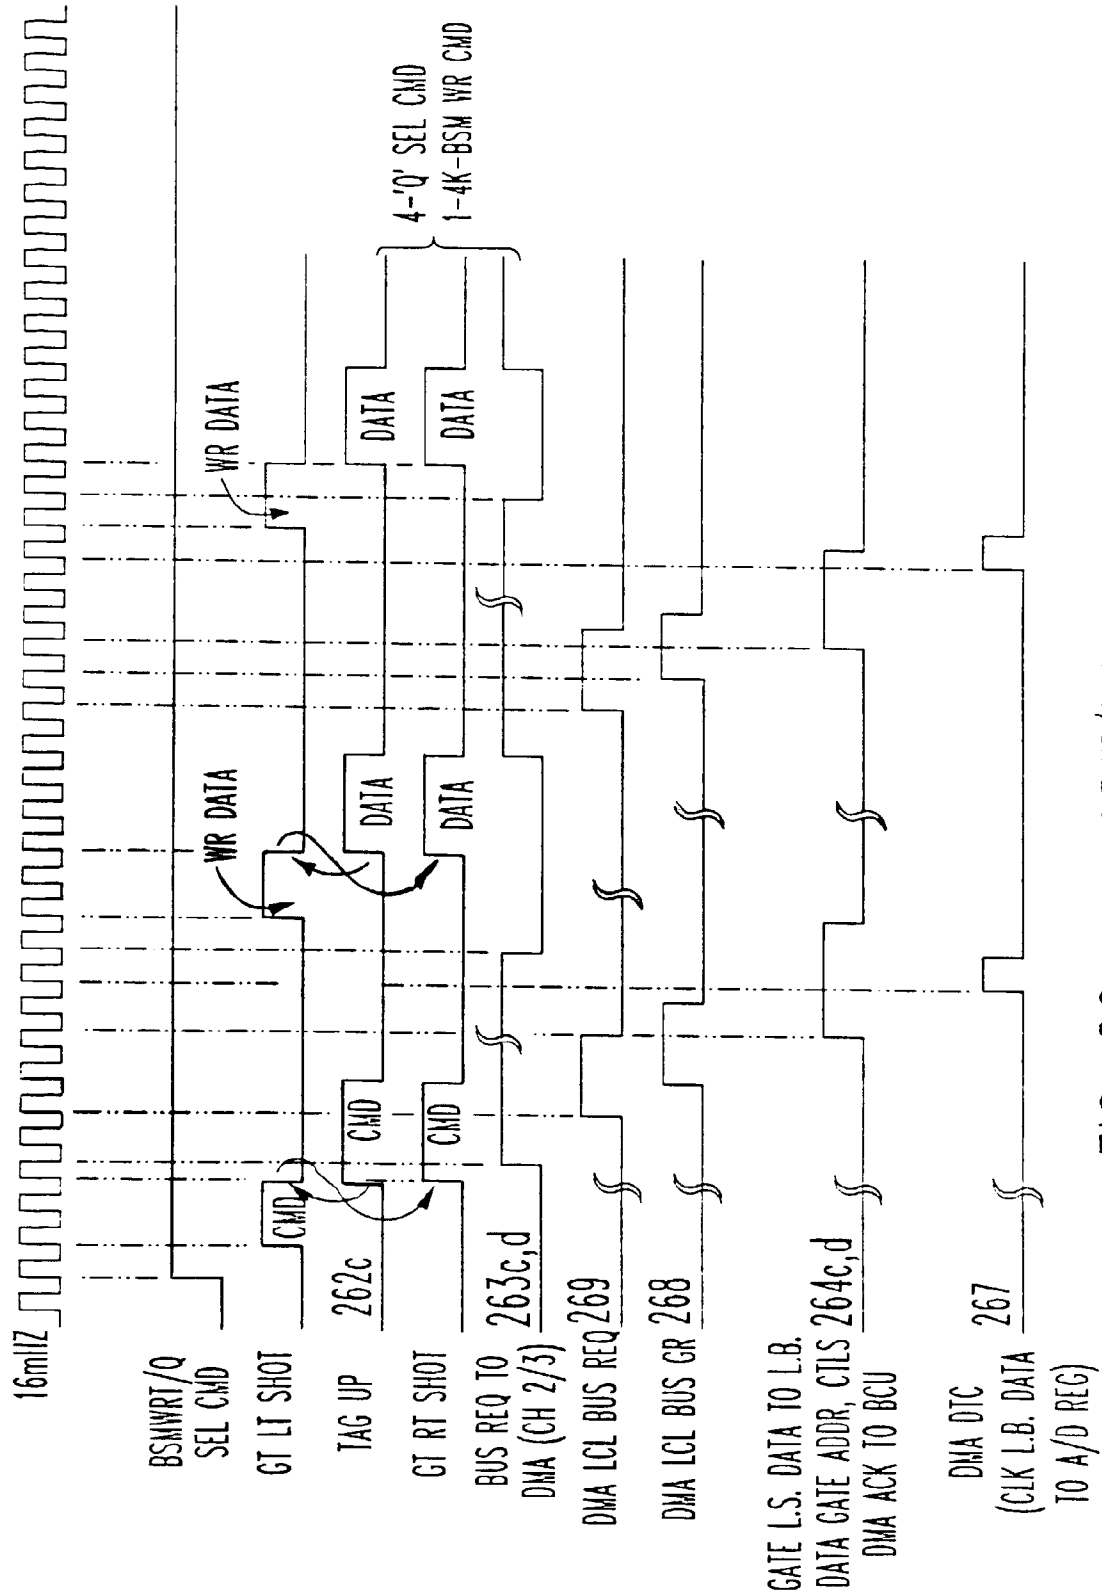 16mHZ
BSMWRT/Q
SEL CMD
GT LT SHOT
CMD
WR DATA
WR DATA
TAG UP
262c
CMD
DATA
DATA
GT RT SHOT
CMD
DATA
DATA
4-'Q' SEL CMD
1-4K-BSM WR CMD
BUS REQ TO
DMA (CH 2/3)
263c,d
DMA LCL BUS REQ
269
DMA LCL BUS GR
268
GATE L.S. DATA TO L.B.
DATA GATE ADDR, CTLS
264c,d
DMA ACK TO BCU
DMA DTC
267
(CLK L.B. DATA
TO A/D REG)